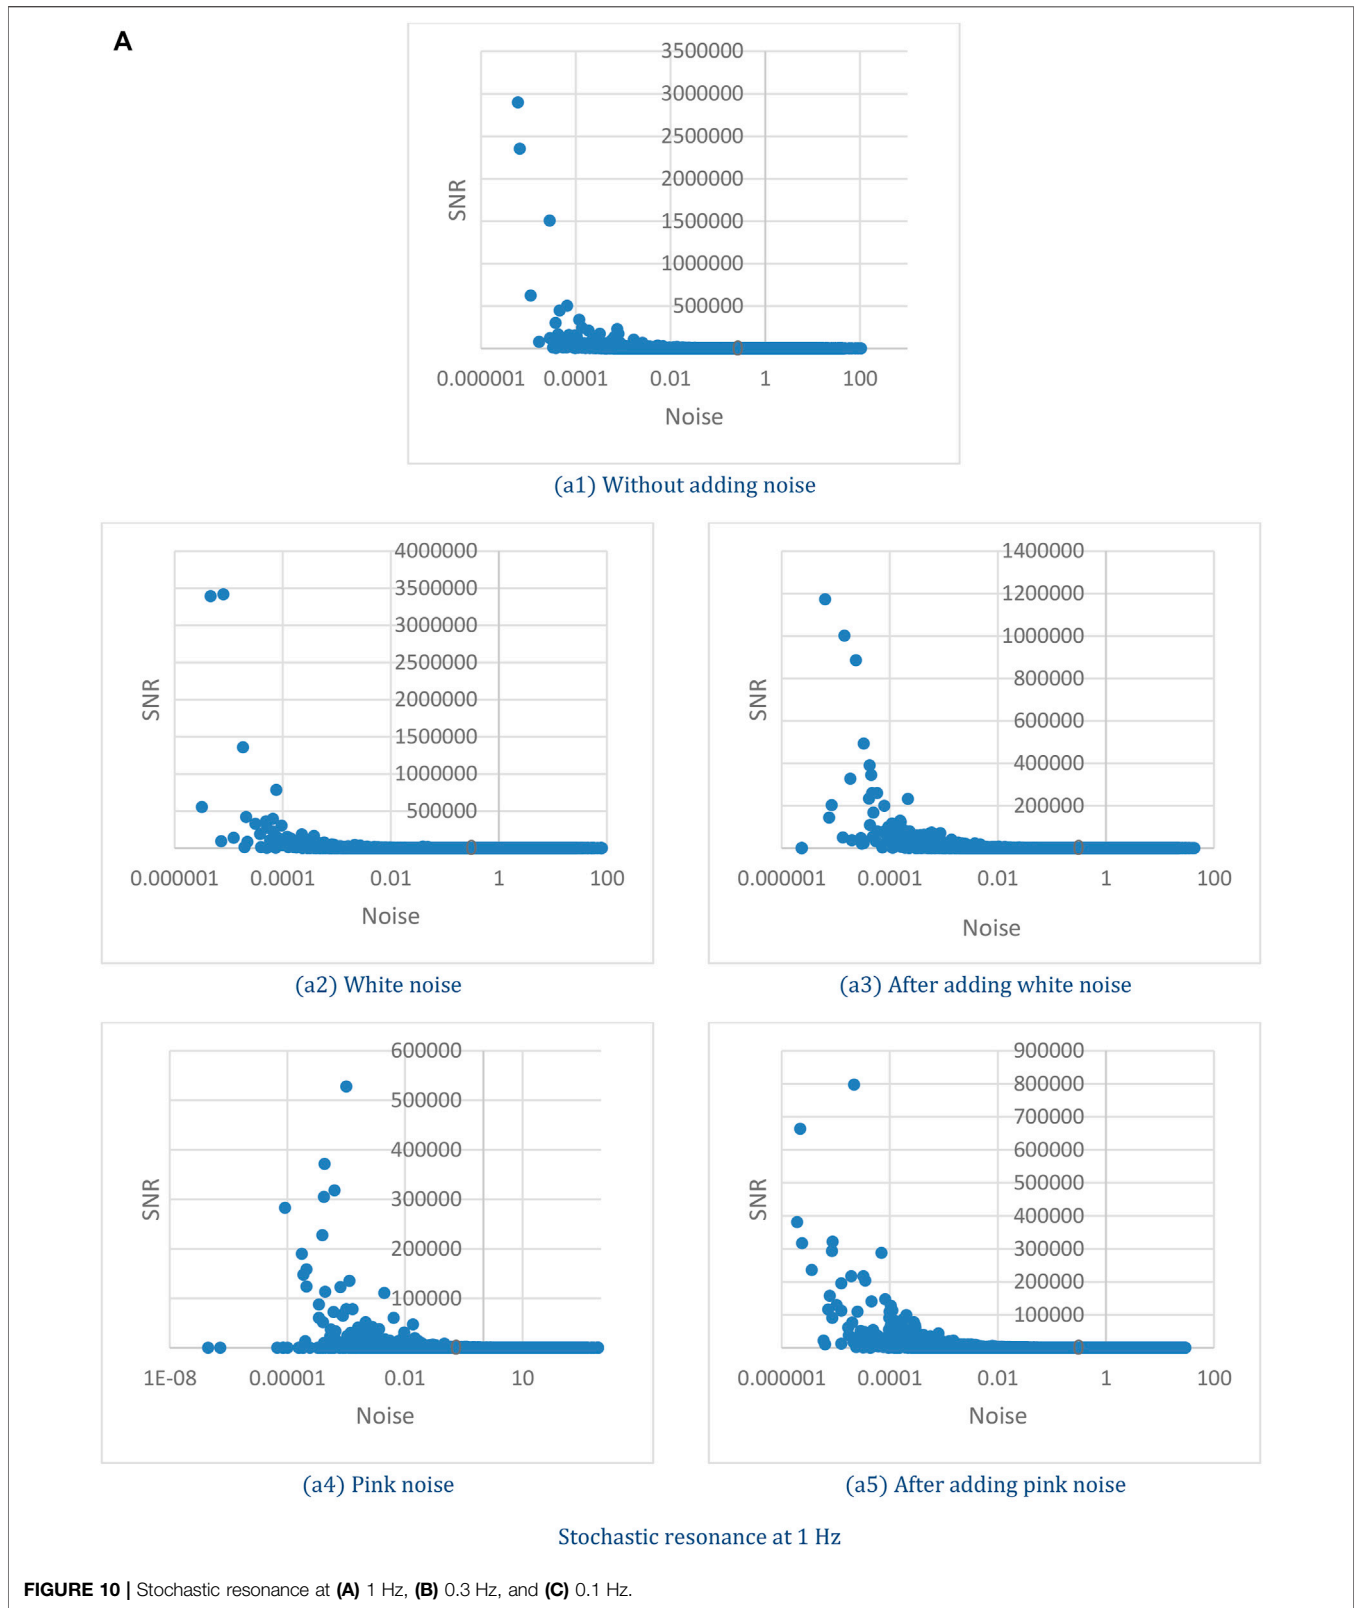 A
3500000
3000000
2500000
2000000
1500000
1000000
500000
0
SNR
0.000001 0.0001 0.01 1 100
Noise
(a1) Without adding noise
4000000
3500000
3000000
2500000
2000000
1500000
1000000
500000
0
SNR
0.000001 0.0001 0.01 1 100
Noise
(a2) White noise
1400000
1200000
1000000
800000
600000
400000
200000
0
SNR
0.000001 0.0001 0.01 1 100
Noise
(a3) After adding white noise
600000
500000
400000
300000
200000
100000
0
SNR
1E-08 0.00001 0.01 10
Noise
(a4) Pink noise
900000
800000
700000
600000
500000
400000
300000
200000
100000
0
SNR
0.000001 0.0001 0.01 1 100
Noise
(a5) After adding pink noise
Stochastic resonance at 1 Hz
FIGURE 10 | Stochastic resonance at (A) 1 Hz, (B) 0.3 Hz, and (C) 0.1 Hz.